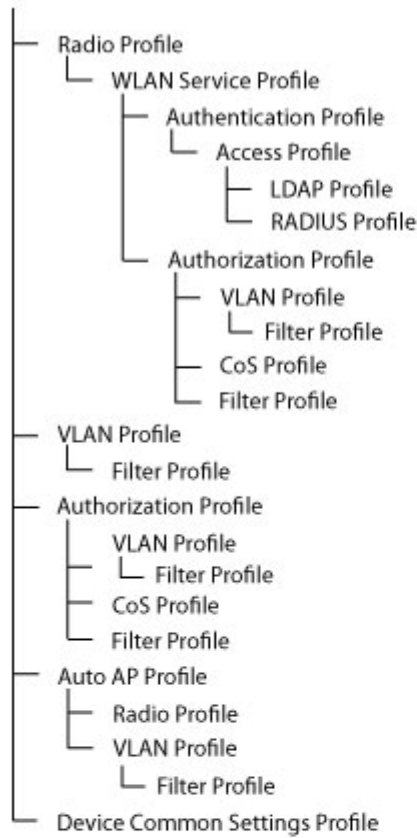 Radio Profile
WLAN Service Profile
Authentication Profile
Access Profile
LDAP Profile
RADIUS Profile
Authorization Profile
VLAN Profile
Filter Profile
CoS Profile
Filter Profile
VLAN Profile
Filter Profile
Authorization Profile
VLAN Profile
Filter Profile
CoS Profile
Filter Profile
Auto AP Profile
Radio Profile
VLAN Profile
Filter Profile
Device Common Settings Profile